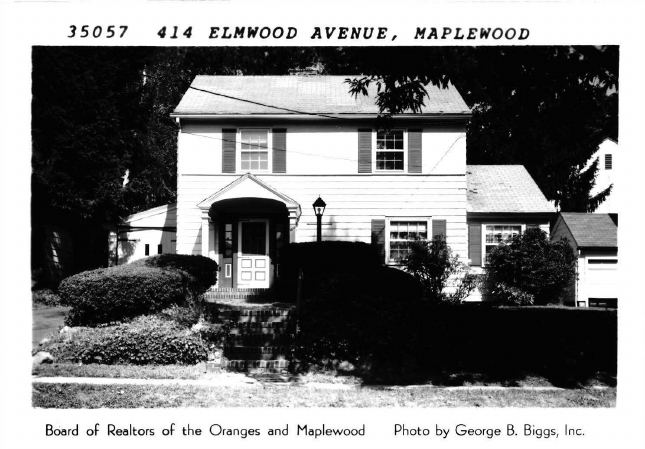 35057 414 ELMWOOD AVENUE, MAPLEWOOD
Board of Realtors of the Oranges and Maplewood Photo by George B. Biggs, Inc.